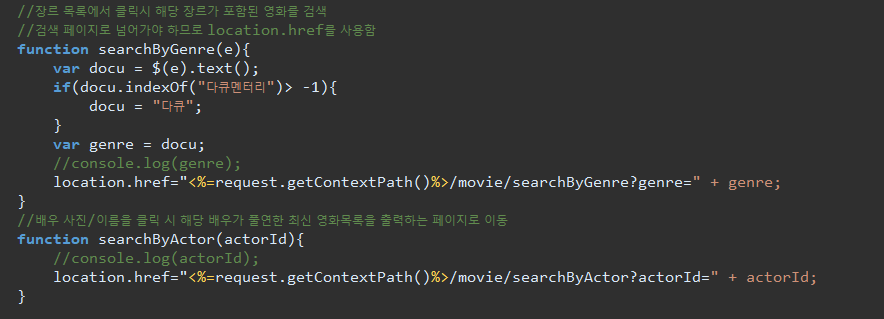 //장르 목록에서 클릭시 해당 장르가 포함된 영화를 검색
//검색 페이지로 넘어가야 하므로 location.href를 사용함
function searchByGenre(e){
    var docu = $(e).text();
    if(docu.indexOf("다큐멘터리")> -1){
        docu = "다큐";
    }
    var genre = docu;
    //console.log(genre);
    location.href="<%=request.getContextPath()%>/movie/searchByGenre?genre=" + genre;
}
//배우 사진/이름을 클릭 시 해당 배우가 풀연한 최신 영화목록을 출력하는 페이지로 이동
function searchByActor(actorId){
    //console.log(actorId);
    location.href="<%=request.getContextPath()%>/movie/searchByActor?actorId=" + actorId;
}